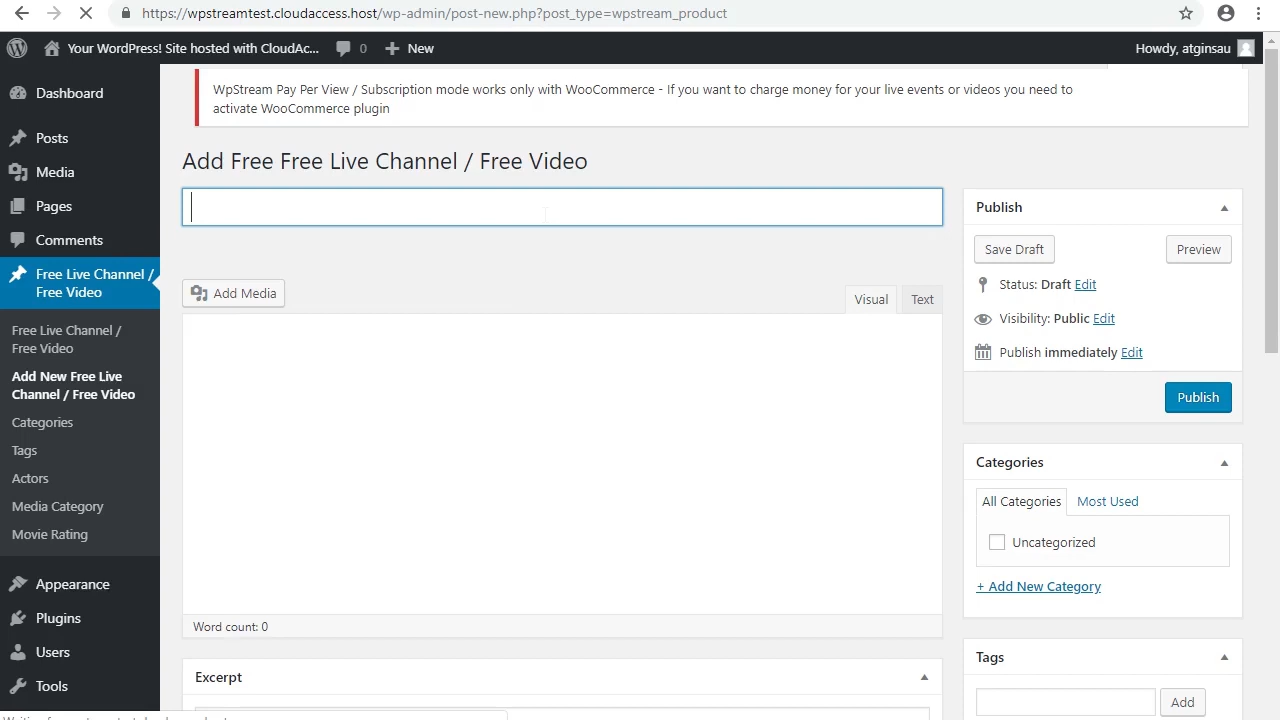 https://wpstreamtest.cloudaccess.host/wp-admin/post-new.php?post_type=wpstream_product
Your WordPress! Site hosted with CloudAc...
0
New
Howdy, atginsau
Dashboard
Posts
Media
Pages
Comments
Free Live Channel /
Free Video
Free Live Channel /
Free Video
Add New Free Live
Channel / Free Video
Categories
Tags
Actors
Media Category
Movie Rating
Appearance
Plugins
Users
Tools
WpStream Pay Per View / Subscription mode works only with WooCommerce - If you want to charge money for your live events or videos you need to
activate WooCommerce plugin
Add Free Free Live Channel / Free Video
Add Media
Visual
Text
Word count: 0
Excerpt
Publish
Save Draft
Preview
Status: Draft Edit
Visibility: Public Edit
Publish immediately Edit
Publish
Categories
All Categories
Most Used
Uncategorized
+ Add New Category
Tags
Add